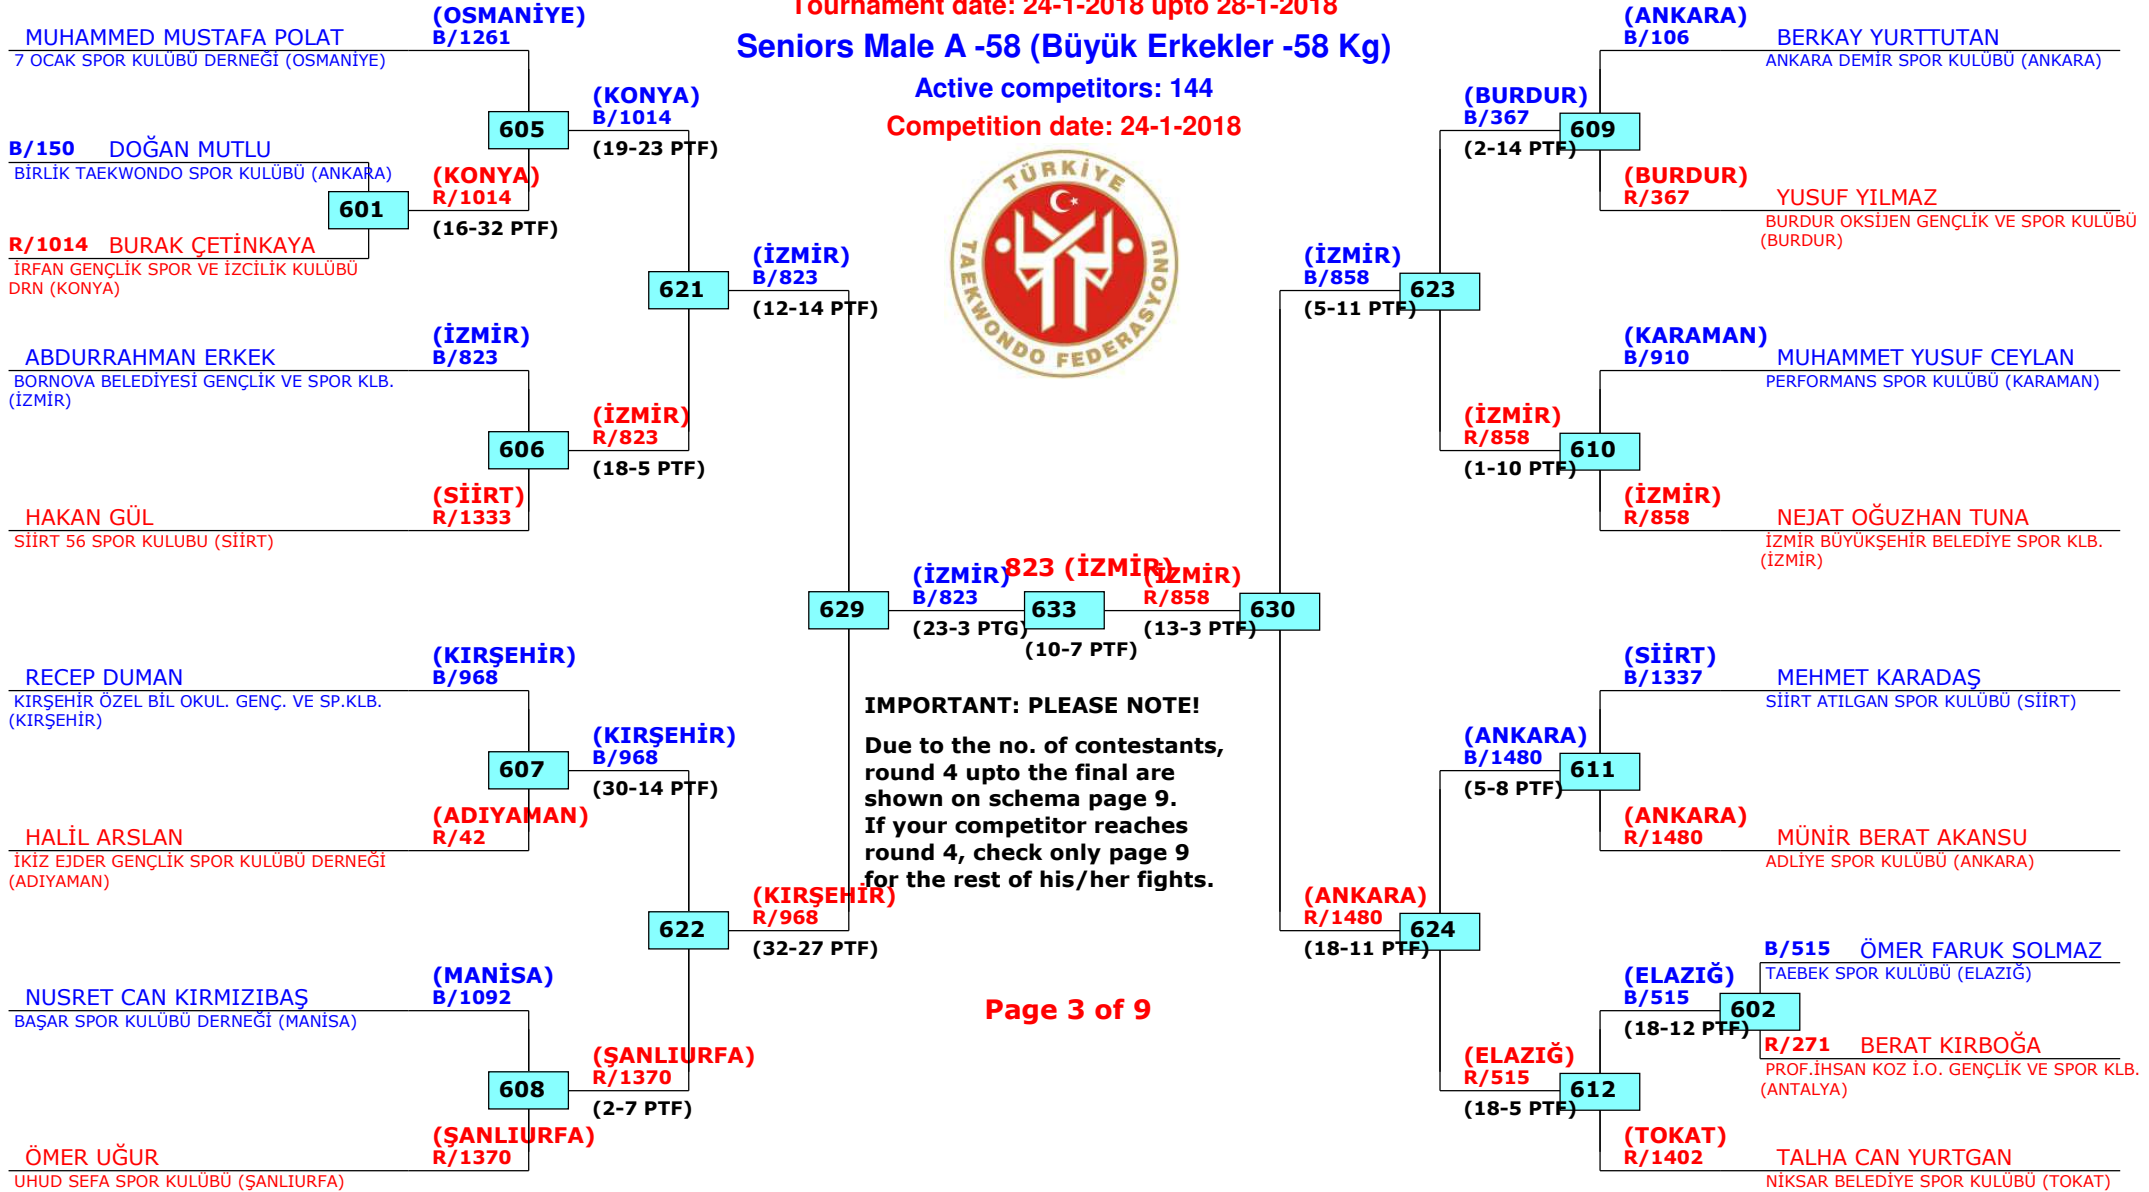 Tournament date: 24-1-2018 upto 28-1-2018
Seniors Male A -58 (Büyük Erkekler -58 Kg)
Active competitors: 144
Competition date: 24-1-2018
TÜRKİYE
TAEKWONDO FEDERASYONU
(OSMANİYE)
MUHAMMED MUSTAFA POLAT B/1261
7 OCAK SPOR KULÜBÜ DERNEĞİ (OSMANİYE)
(KONYA)
B/1014
605
(19-23 PTF)
B/150 DOĞAN MUTLU
BİRLİK TAEKWONDO SPOR KULÜBÜ (ANKARA)
(KONYA)
R/1014
601
(16-32 PTF)
R/1014 BURAK ÇETİNKAYA
İRFAN GENÇLİK SPOR VE İZCİLİK KULÜBÜ
DRN (KONYA)
(İZMİR)
B/823
621
(12-14 PTF)
(İZMİR)
ABDURRAHMAN ERKEK B/823
BORNOVA BELEDİYESİ GENÇLİK VE SPOR KLB.
(İZMİR)
(İZMİR)
R/823
606
(18-5 PTF)
(SİİRT)
HAKAN GÜL R/1333
SİİRT 56 SPOR KULUBU (SİİRT)
629
(İZMİR)
B/823
(23-3 PTG)
823 (İZMİR)
633
(10-7 PTF)
(İZMİR)
R/858
(13-3 PTF)
630
(KIRŞEHİR)
RECEP DUMAN B/968
KIRŞEHİR ÖZEL BİL OKUL. GENÇ. VE SP.KLB.
(KIRŞEHİR)
(KIRŞEHİR)
B/968
607
(30-14 PTF)
(ADIYAMAN)
HALİL ARSLAN R/42
İKİZ EJDER GENÇLİK SPOR KULÜBÜ DERNEĞİ
(ADIYAMAN)
(KIRŞEHİR)
R/968
622
(32-27 PTF)
(MANİSA)
NUSRET CAN KIRMIZIBAŞ B/1092
BAŞAR SPOR KULÜBÜ DERNEĞİ (MANİSA)
(ŞANLIURFA)
R/1370
608
(2-7 PTF)
(ŞANLIURFA)
ÖMER UĞUR R/1370
UHUD SEFA SPOR KULÜBÜ (ŞANLIURFA)
IMPORTANT: PLEASE NOTE!
Due to the no. of contestants,
round 4 upto the final are
shown on schema page 9.
If your competitor reaches
round 4, check only page 9
for the rest of his/her fights.
Page 3 of 9
(ANKARA)
B/106 BERKAY YURTTUTAN
ANKARA DEMİR SPOR KULÜBÜ (ANKARA)
(BURDUR)
B/367
609
(2-14 PTF)
(BURDUR)
R/367 YUSUF YILMAZ
BURDUR OKSİJEN GENÇLİK VE SPOR KULÜBÜ
(BURDUR)
(İZMİR)
B/858
623
(5-11 PTF)
(KARAMAN)
B/910 MUHAMMET YUSUF CEYLAN
PERFORMANS SPOR KULÜBÜ (KARAMAN)
(İZMİR)
R/858
610
(1-10 PTF)
(İZMİR)
R/858 NEJAT OĞUZHAN TUNA
İZMİR BÜYÜKŞEHİR BELEDİYE SPOR KLB.
(İZMİR)
(SİİRT)
B/1337 MEHMET KARADAŞ
SİİRT ATILGAN SPOR KULÜBÜ (SİİRT)
(ANKARA)
B/1480
611
(5-8 PTF)
(ANKARA)
R/1480 MÜNİR BERAT AKANSU
ADLİYE SPOR KULÜBÜ (ANKARA)
(ANKARA)
R/1480
624
(18-11 PTF)
B/515 ÖMER FARUK SOLMAZ
TAEBEK SPOR KULÜBÜ (ELAZIĞ)
(ELAZIĞ)
B/515
602
(18-12 PTF)
R/271 BERAT KIRBOĞA
PROF.İHSAN KOZ İ.O. GENÇLİK VE SPOR KLB.
(ANTALYA)
(ELAZIĞ)
R/515
612
(18-5 PTF)
(TOKAT)
R/1402 TALHA CAN YURTGAN
NİKSAR BELEDİYE SPOR KULÜBÜ (TOKAT)